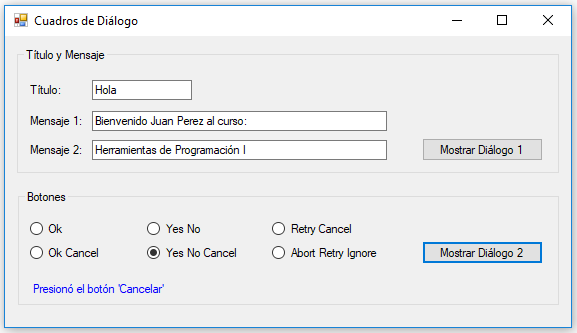 Cuadros de Diálogo
Título y Mensaje
Título: Hola
Mensaje 1: Bienvenido Juan Perez al curso:
Mensaje 2: Herramientas de Programación I Mostrar Diálogo 1
Botones
Ok Yes No Retry Cancel
Ok Cancel Yes No Cancel Abort Retry Ignore Mostrar Diálogo 2
Presionó el botón 'Cancelar'